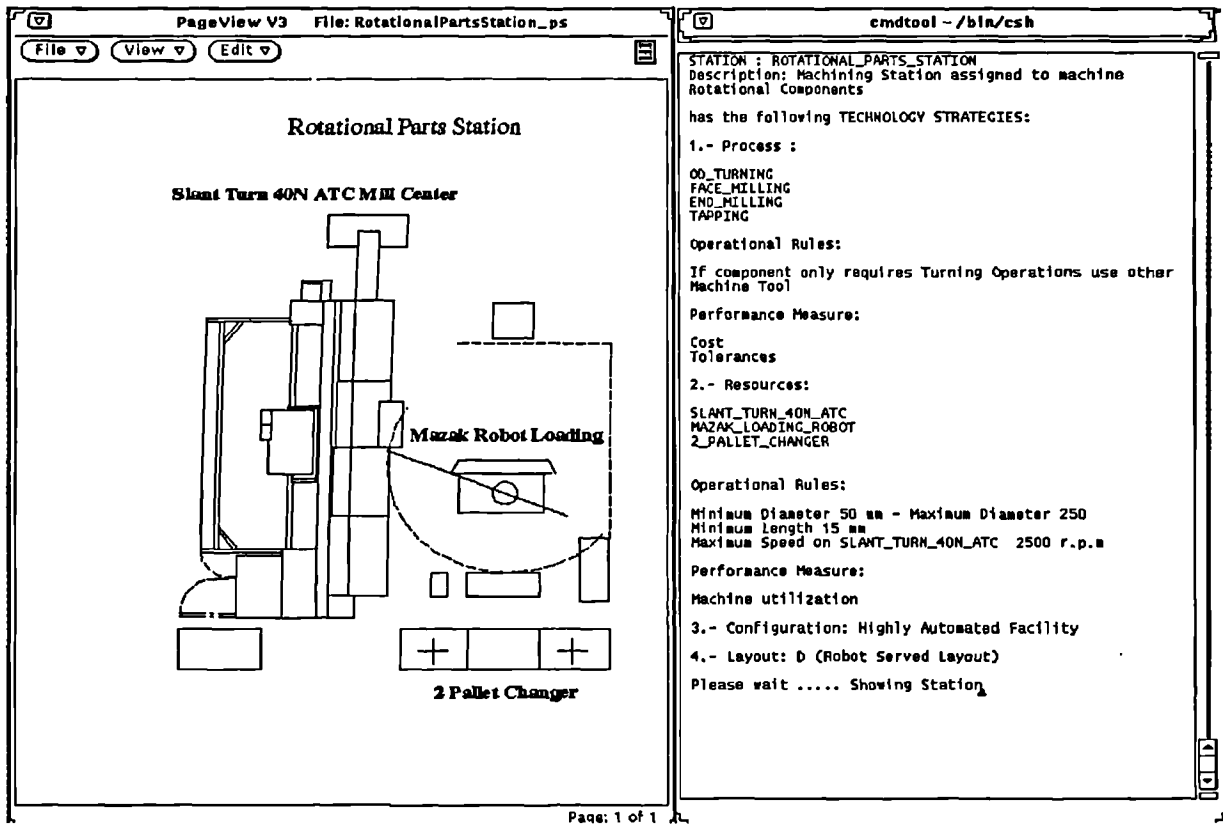 PageView V3 File: RotationalPartsStation_ps
File View Edit
Rotational Parts Station
Slant Turn 40N ATC Mill Center
Mazak Robot Loading
2 Pallet Changer
Page: 1 of 1
cmdtool - /bin/csh
STATION : ROTATIONAL_PARTS_STATION
Description: Machining Station assigned to machine
Rotational Components
has the following TECHNOLOGY STRATEGIES:
1.- Process :
OD_TURNING
FACE_MILLING
END_MILLING
TAPPING
Operational Rules:
If component only requires Turning Operations use other
Machine Tool
Performance Measure:
Cost
Tolerances
2.- Resources:
SLANT_TURN_40N_ATC
MAZAK_LOADING_ROBOT
2_PALLET_CHANGER
Operational Rules:
Minimum Diameter 50 mm - Maximum Diameter 250
Minimum Length 15 mm
Maximum Speed on SLANT_TURN_40N_ATC 2500 r.p.m
Performance Measure:
Machine utilization
3.- Configuration: Highly Automated Facility
4.- Layout: D (Robot Served Layout)
Please wait ..... Showing Station